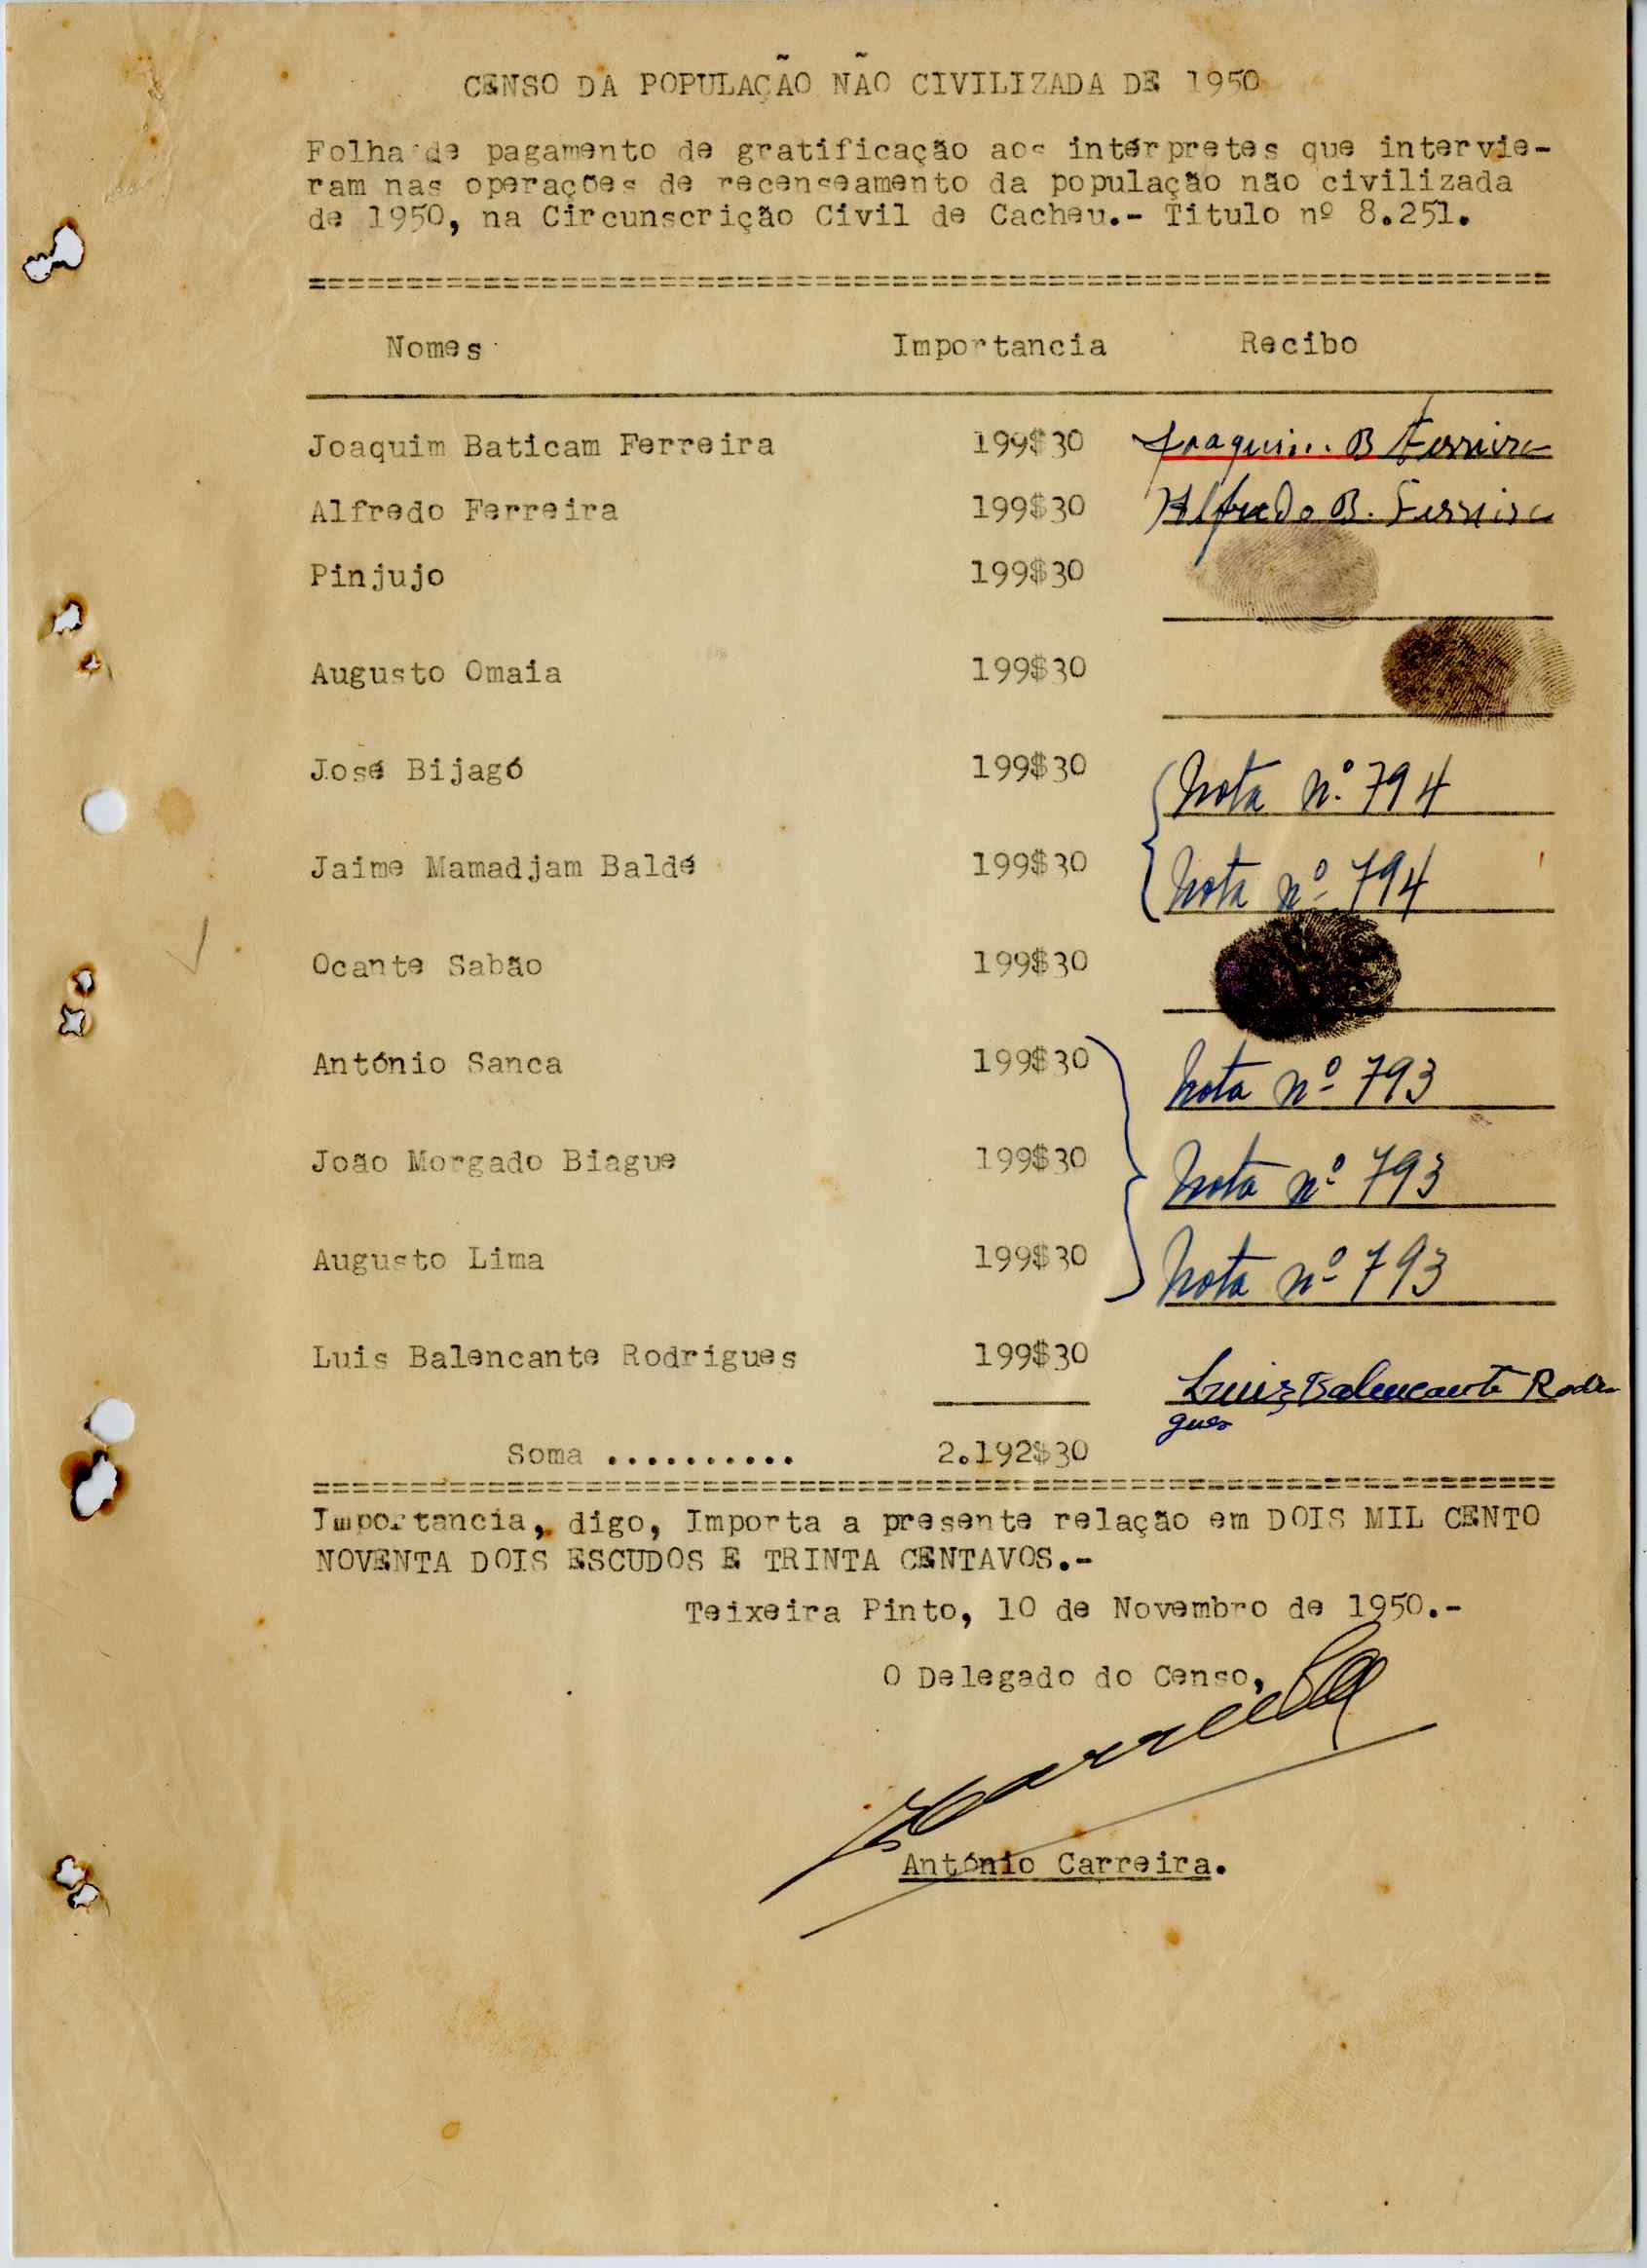 CENSO DA POPULAÇÃO NÃO CIVILIZADA DE 1950
Folha de pagamento de gratificação aos intérpretes que intervie-
ram nas operações de recenseamento da população não civilizada
de 1950, na Circunscrição Civil de Cacheu.- Titulo nº 8.251.
Nomes Importancia Recibo
Joaquim Baticam Ferreira 199$30 Joaquim B Ferreira
Alfredo Ferreira 199$30 Alfredo B. Ferreira
Pinjujo 199$30
Augusto Omaia 199$30
José Bijagó 199$30 Nota nº 794
Jaime Mamadjam Baldé 199$30 Nota nº 794
Ocante Sabão 199$30
António Sanca 199$30 Nota nº 793
João Morgado Biague 199$30 Nota nº 793
Augusto Lima 199$30 Nota nº 793
Luis Balencante Rodrigues 199$30 Luiz Balencante Rodri
gues
Soma .......... 2.192$30
Importancia, digo, Importa a presente relação em DOIS MIL CENTO
NOVENTA DOIS ESCUDOS E TRINTA CENTAVOS.-
Teixeira Pinto, 10 de Novembro de 1950.-
O Delegado do Censo,
António Carreira.